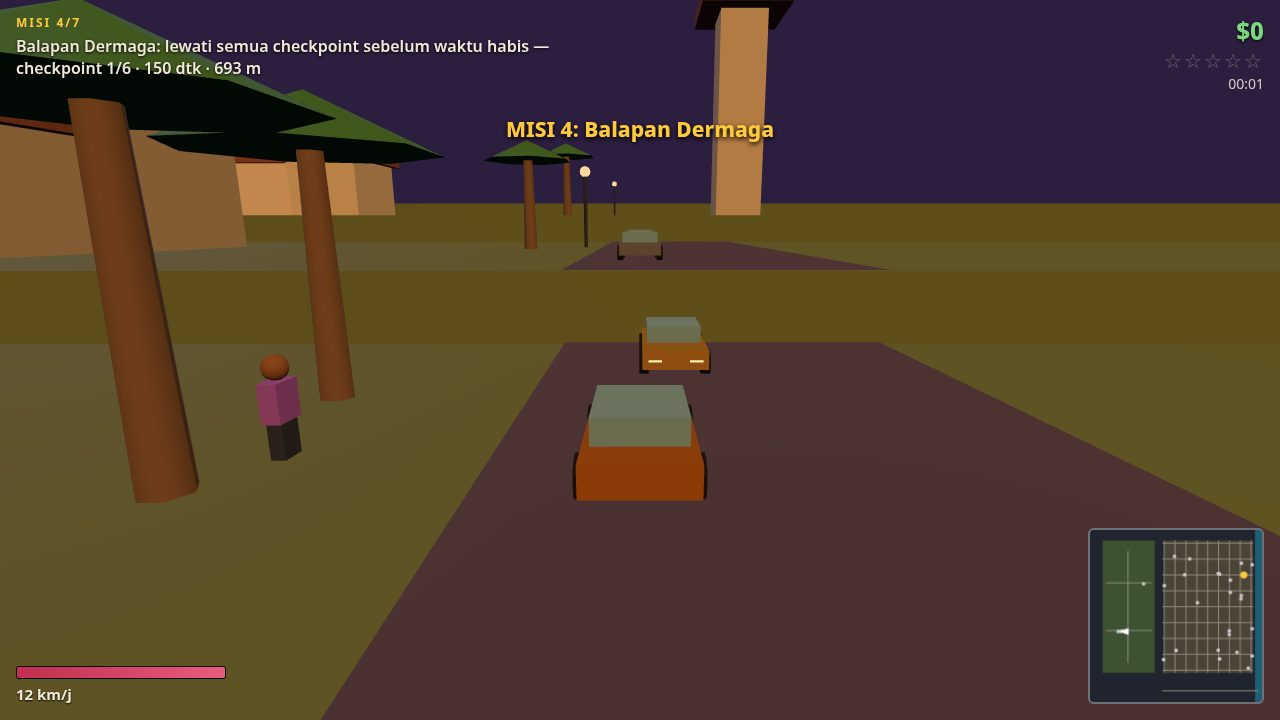 MISI 4/7
Balapan Dermaga: lewati semua checkpoint sebelum waktu habis —
checkpoint 1/6 · 150 dtk · 693 m
$0
☆☆☆☆☆
00:01
MISI 4: Balapan Dermaga
12 km/j